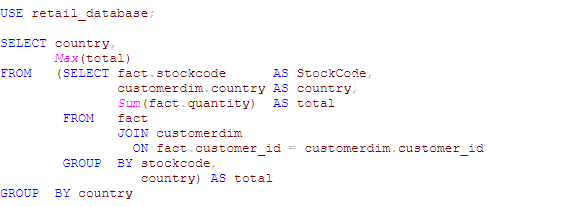 USE retail_database;
SELECT country,
Max(total)
FROM (SELECT fact.stockcode AS StockCode,
customerdim.country AS country,
Sum(fact.quantity) AS total
FROM fact
JOIN customerdim
ON fact.customer_id = customerdim.customer_id
GROUP BY stockcode,
country) AS total
GROUP BY country